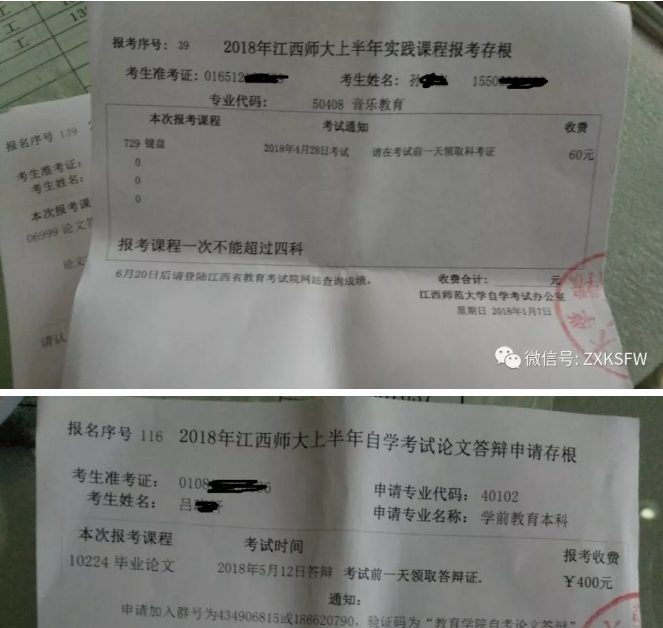 报考序号: 39
2018年江西师大上半年实践课程报考存根
考生准考证: 016512
考生姓名: 孙
1550
专业代码: 50408 音乐教育
本次报考课程 考试通知 收费
729 键盘 2018年4月28日考试 请在考试前一天领取科考证 60元
0
0
0
报考课程一次不能超过四科
6月20日后请登陆江西省教育考试院网站查询成绩。
收费合计: 元
江西师范大学自学考试办公室
星期日 2018年1月7日
报名序号 139
考生准考证:
考生姓名:
本次报考课
06999 论文答
论文
请认
微信号: ZXKSFW
报名序号 116 2018年江西师大上半年自学考试论文答辩申请存根
考生准考证: 0108
申请专业代码: 40102
考生姓名: 吕
申请专业名称: 学前教育本科
本次报考课程 考试时间 报考收费
10224 毕业论文 2018年5月12日答辩 考试前一天领取答辩证. ￥400元
通知:
申请加入群号为434906815或186620790, 验证码为"教育学院自考论文答辩"